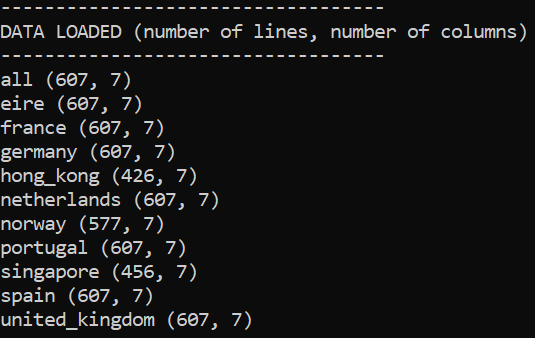 -----------------------------------
DATA LOADED (number of lines, number of columns)
-----------------------------------
all (607, 7)
eire (607, 7)
france (607, 7)
germany (607, 7)
hong_kong (426, 7)
netherlands (607, 7)
norway (577, 7)
portugal (607, 7)
singapore (456, 7)
spain (607, 7)
united_kingdom (607, 7)